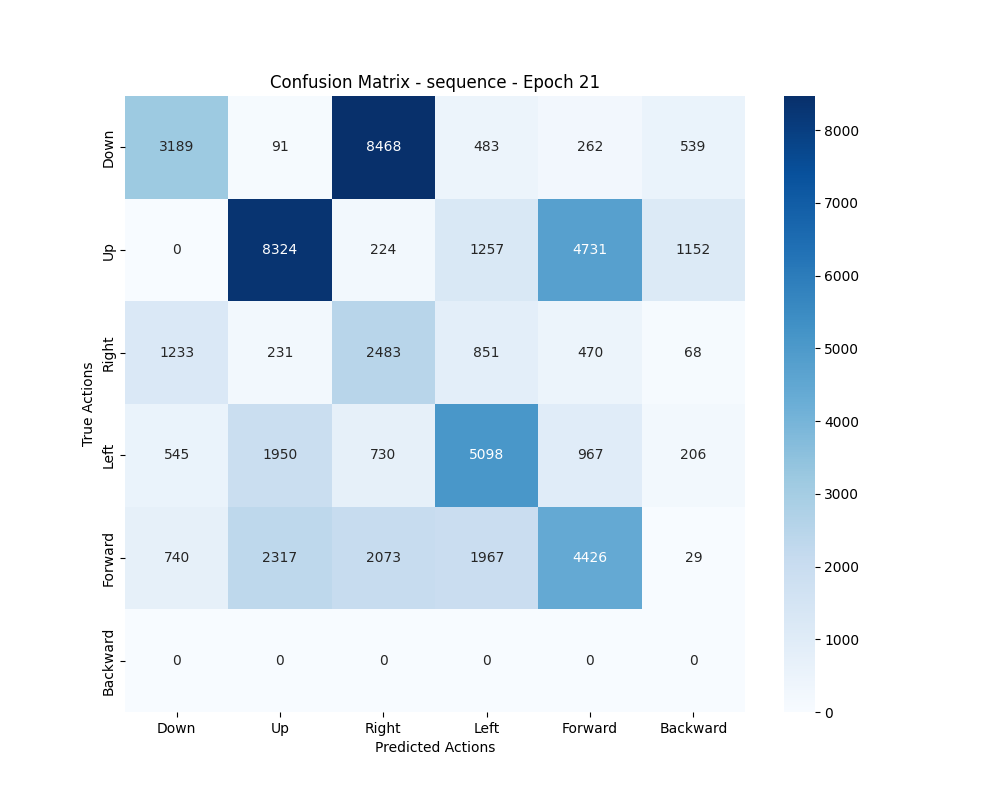 Confusion Matrix - sequence - Epoch 21
True Actions
Down 3189 91 8468 483 262 539
Up 0 8324 224 1257 4731 1152
Right 1233 231 2483 851 470 68
Left 545 1950 730 5098 967 206
Forward 740 2317 2073 1967 4426 29
Backward 0 0 0 0 0 0
Down Up Right Left Forward Backward
Predicted Actions
8000
7000
6000
5000
4000
3000
2000
1000
0